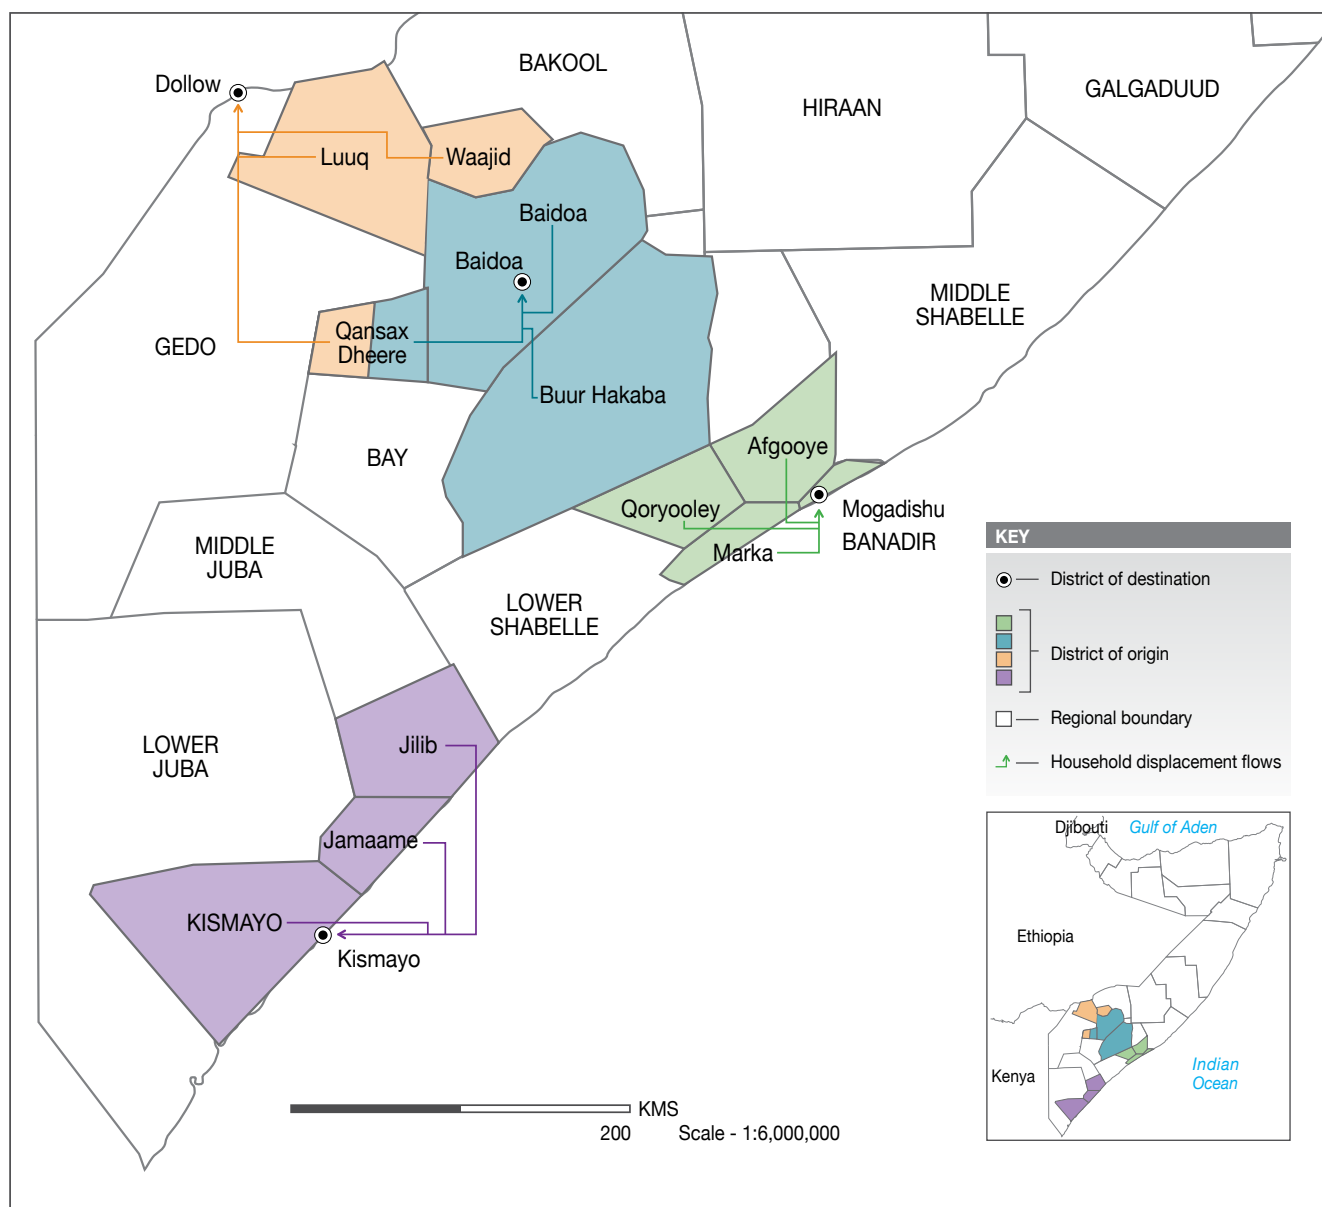 BAKOOL
Dollow
HIRAAN
GALGADUUD
Luuq
Waajid
Baidoa
Baidoa
MIDDLE
SHABELLE
GEDO
Qansax
Dheere
Buur Hakaba
BAY
Afgooye
Qoryooley
Mogadishu
BANADIR
Marka
MIDDLE
JUBA
LOWER
SHABELLE
LOWER
JUBA
Jilib
Jamaame
KISMAYO
Kismayo
KMS
200
Scale - 1:6,000,000
KEY
District of destination
District of origin
Regional boundary
Household displacement flows
Djibouti
Gulf of Aden
Ethiopia
Kenya
Indian
Ocean